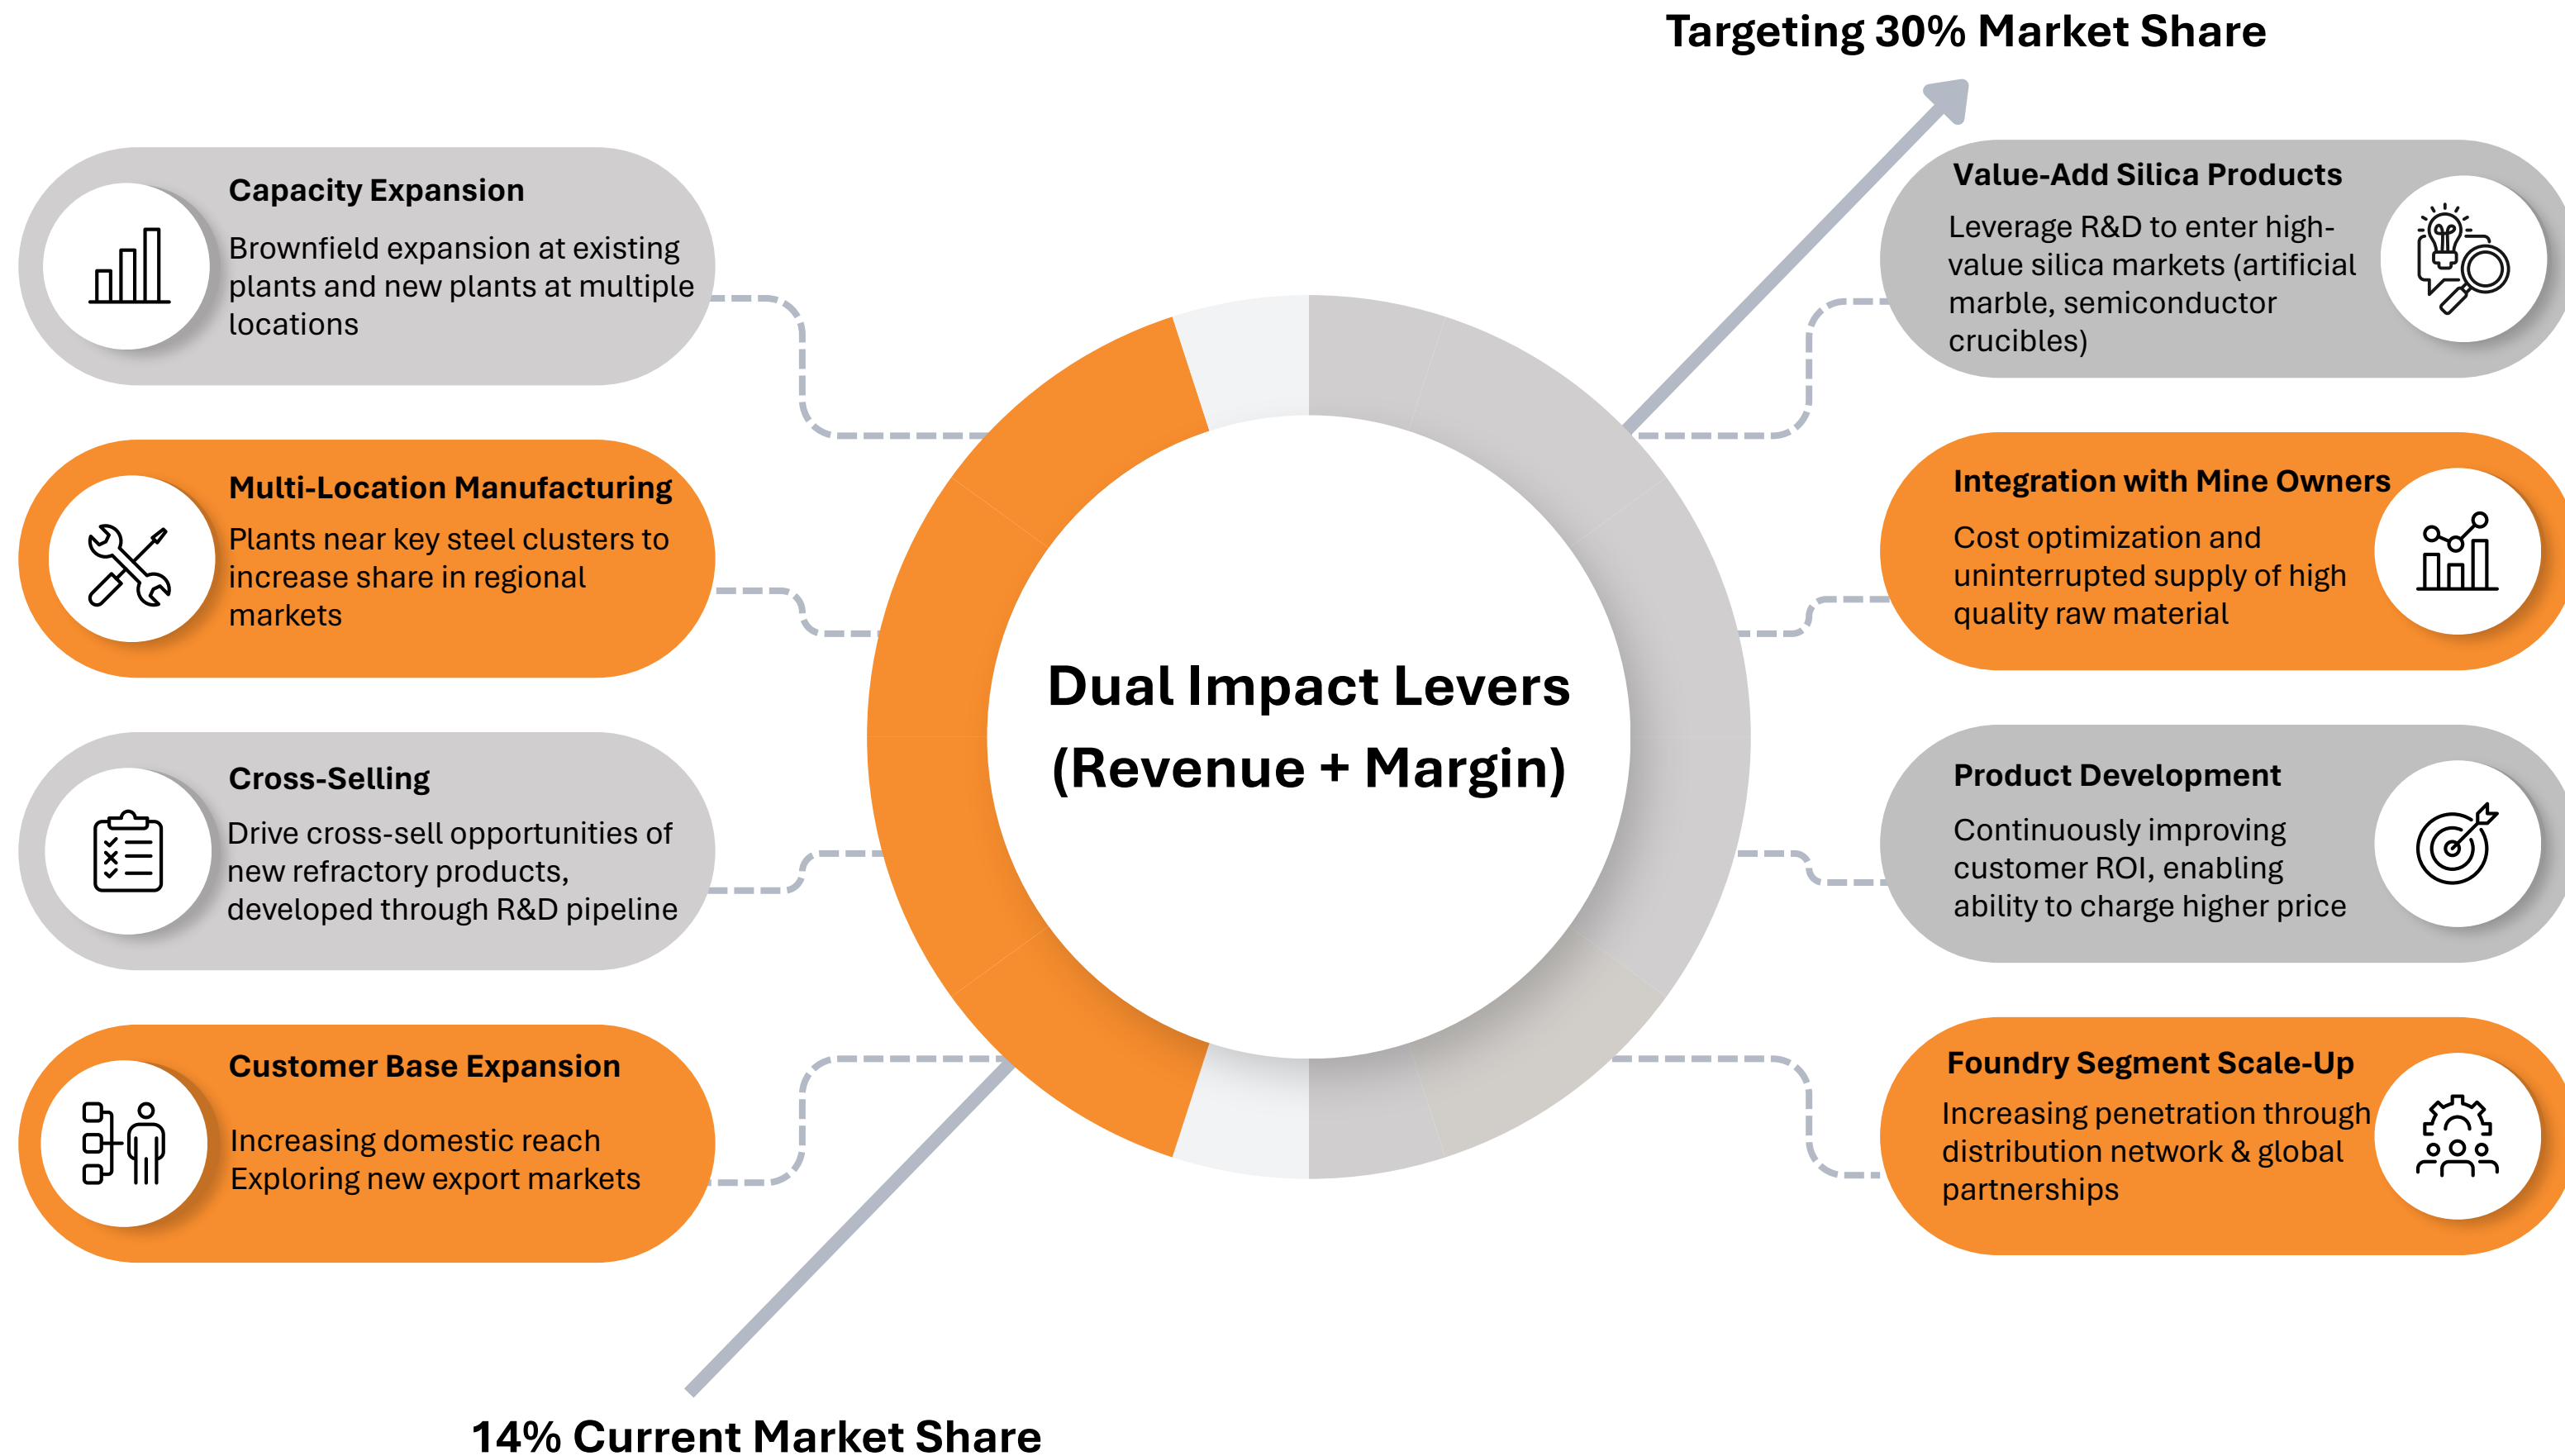 Targeting 30% Market Share
Capacity Expansion
Brownfield expansion at existing
plants and new plants at multiple
locations
Multi-Location Manufacturing
Plants near key steel clusters to
increase share in regional
markets
Cross-Selling
Drive cross-sell opportunities of
new refractory products,
developed through R&D pipeline
Customer Base Expansion
Increasing domestic reach
Exploring new export markets
Dual Impact Levers
(Revenue + Margin)
Value-Add Silica Products
Leverage R&D to enter high-
value silica markets (artificial
marble, semiconductor
crucibles)
Integration with Mine Owners
Cost optimization and
uninterrupted supply of high
quality raw material
Product Development
Continuously improving
customer ROI, enabling
ability to charge higher price
Foundry Segment Scale-Up
Increasing penetration through
distribution network & global
partnerships
14% Current Market Share